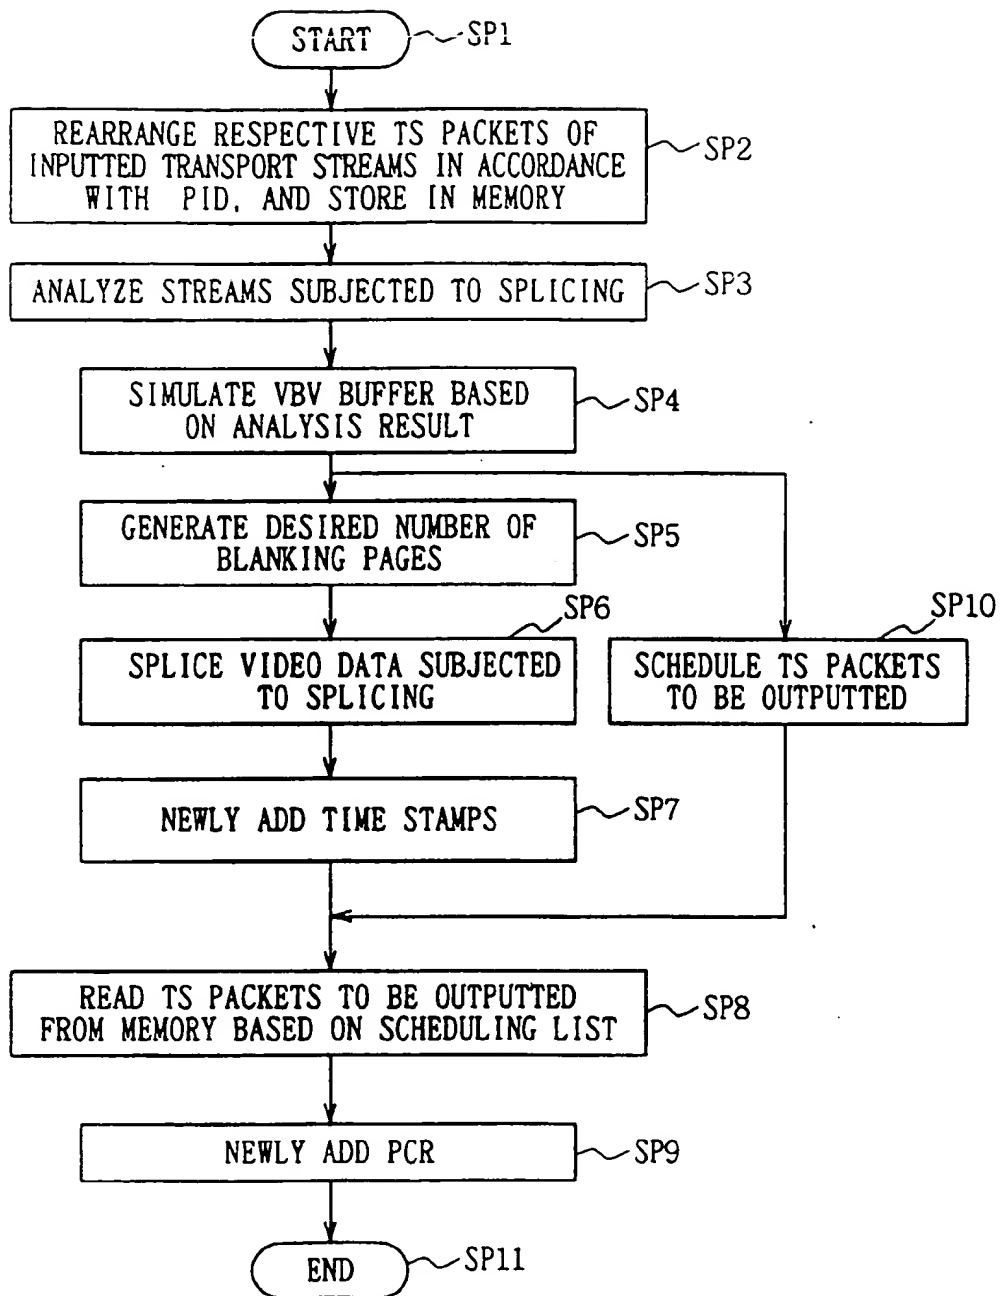 START
SP1
REARRANGE RESPECTIVE TS PACKETS OF
INPUTTED TRANSPORT STREAMS IN ACCORDANCE
WITH PID, AND STORE IN MEMORY
SP2
ANALYZE STREAMS SUBJECTED TO SPLICING
SP3
SIMULATE VBV BUFFER BASED
ON ANALYSIS RESULT
SP4
GENERATE DESIRED NUMBER OF
BLANKING PAGES
SP5
SP6
SPLICE VIDEO DATA SUBJECTED
TO SPLICING
SP10
SCHEDULE TS PACKETS
TO BE OUTPUTTED
NEWLY ADD TIME STAMPS
SP7
READ TS PACKETS TO BE OUTPUTTED
FROM MEMORY BASED ON SCHEDULING LIST
SP8
NEWLY ADD PCR
SP9
END
SP11